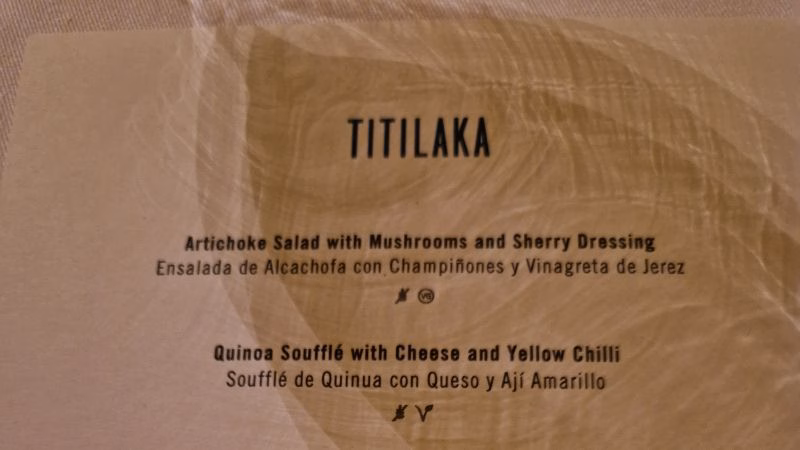 TITILAKA
Artichoke Salad with Mushrooms and Sherry Dressing
Ensalada de Alcachofa con Champiñones y Vinagreta de Jerez
VG
Quinoa Soufflé with Cheese and Yellow Chilli
Soufflé de Quinua con Queso y Ají Amarillo
V